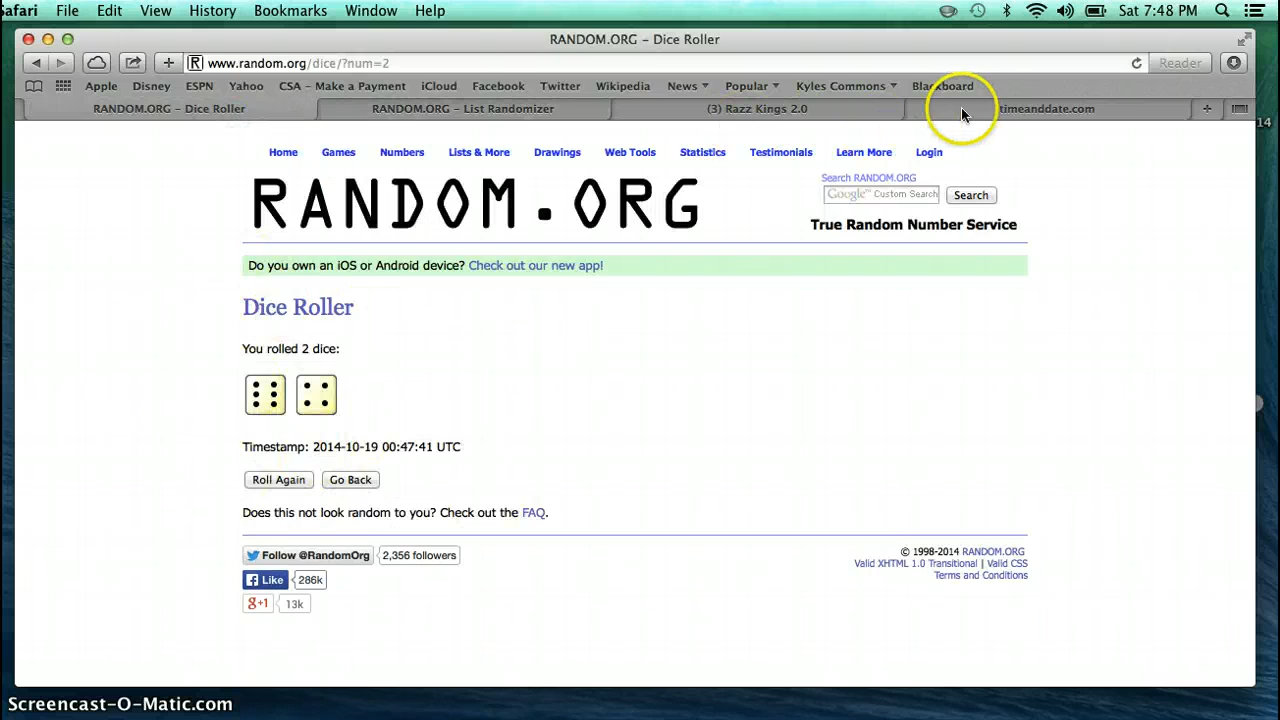 Safari File Edit View History Bookmarks Window Help Sat 7:48 PM
RANDOM.ORG – Dice Roller
R www.random.org/dice/?num=2 Reader
Apple Disney ESPN Yahoo CSA – Make a Payment iCloud Facebook Twitter Wikipedia News Popular Kyles Commons Blackboard
RANDOM.ORG – Dice Roller RANDOM.ORG – List Randomizer (3) Razz Kings 2.0 timeanddate.com +
14
Home Games Numbers Lists & More Drawings Web Tools Statistics Testimonials Learn More Login
Search RANDOM.ORG
Google™ Custom Search Search
RANDOM.ORG
True Random Number Service
Do you own an iOS or Android device? Check out our new app!
Dice Roller
You rolled 2 dice:
Timestamp: 2014-10-19 00:47:41 UTC
Roll Again Go Back
Does this not look random to you? Check out the FAQ.
Follow @RandomOrg 2,356 followers
Like 286k
g+1 13k
© 1998-2014 RANDOM.ORG
Valid XHTML 1.0 Transitional | Valid CSS
Terms and Conditions
Screencast-O-Matic.com